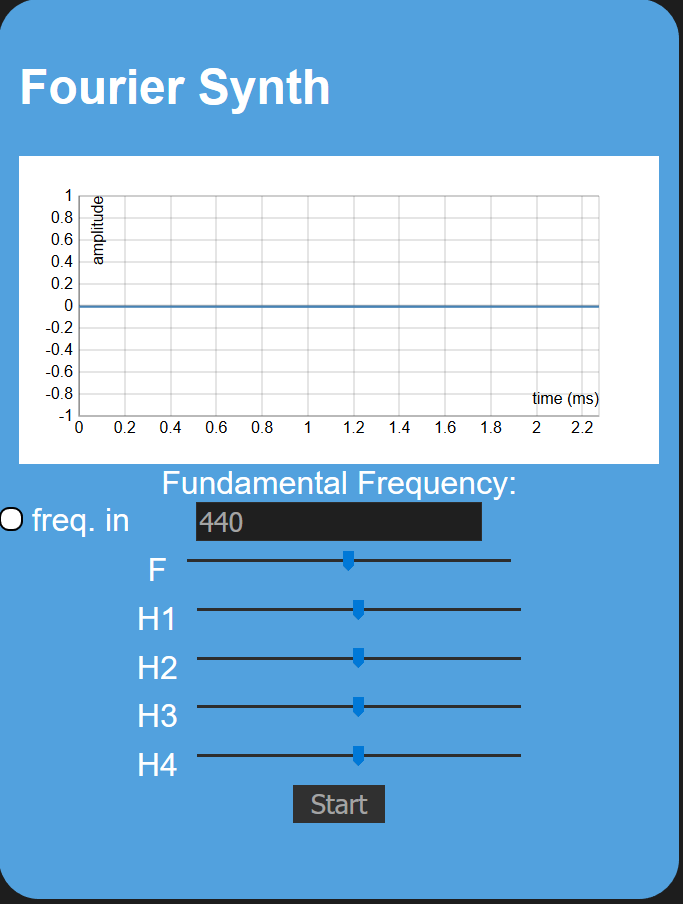 Fourier Synth
1
amplitude
0.8
0.6
0.4
0.2
0
-0.2
-0.4
-0.6
-0.8
time (ms)
-1
0 0.2 0.4 0.6 0.8 1 1.2 1.4 1.6 1.8 2 2.2
Fundamental Frequency:
freq. in 440
F
H1
H2
H3
H4
Start